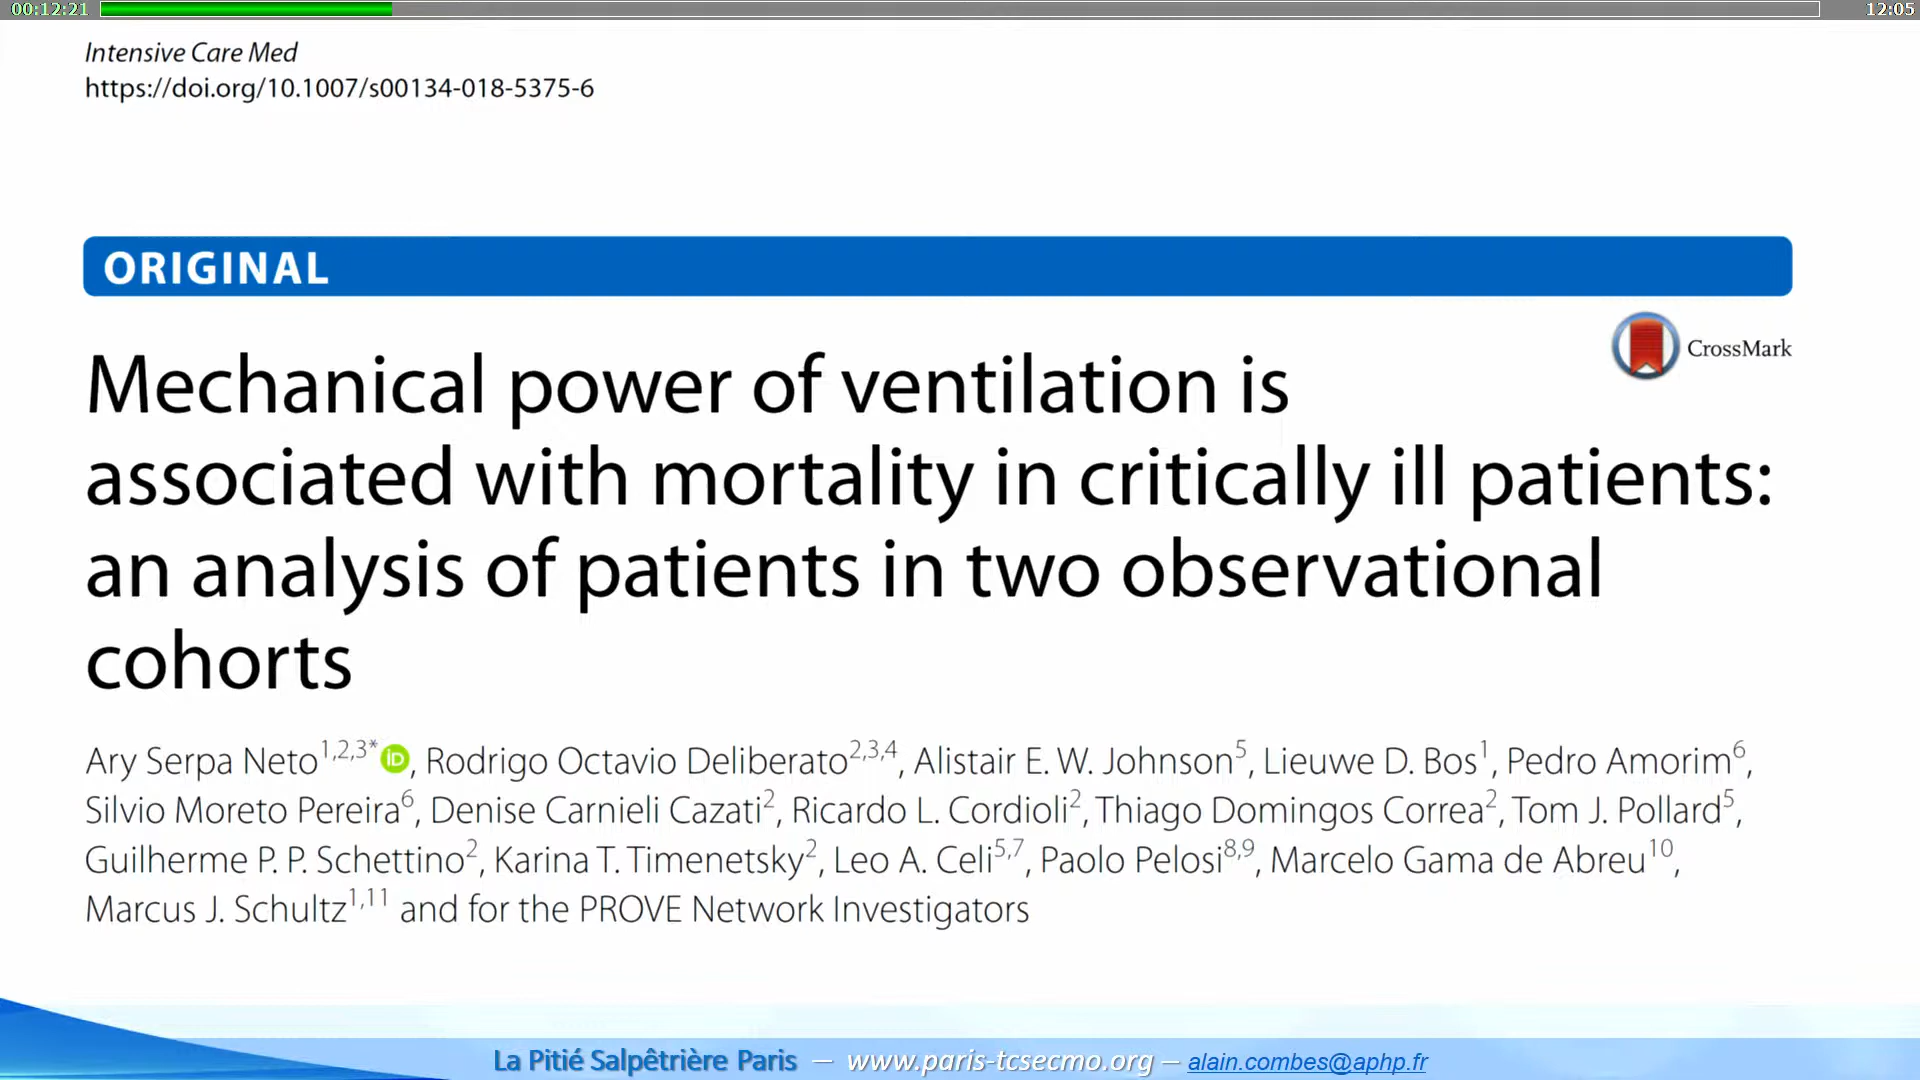 00:12:21 12:05
Intensive Care Med
https://doi.org/10.1007/s00134-018-5375-6
ORIGINAL
CrossMark
Mechanical power of ventilation is
associated with mortality in critically ill patients:
an analysis of patients in two observational
cohorts
Ary Serpa Neto1,2,3* iD, Rodrigo Octavio Deliberato2,3,4, Alistair E. W. Johnson5, Lieuwe D. Bos1, Pedro Amorim6,
Silvio Moreto Pereira6, Denise Carnieli Cazati2, Ricardo L. Cordioli2, Thiago Domingos Correa2, Tom J. Pollard5,
Guilherme P. P. Schettino2, Karina T. Timenetsky2, Leo A. Celi5,7, Paolo Pelosi8,9, Marcelo Gama de Abreu10,
Marcus J. Schultz1,11 and for the PROVE Network Investigators
La Pitié Salpêtrière Paris — www.paris-tcsecmo.org – alain.combes@aphp.fr